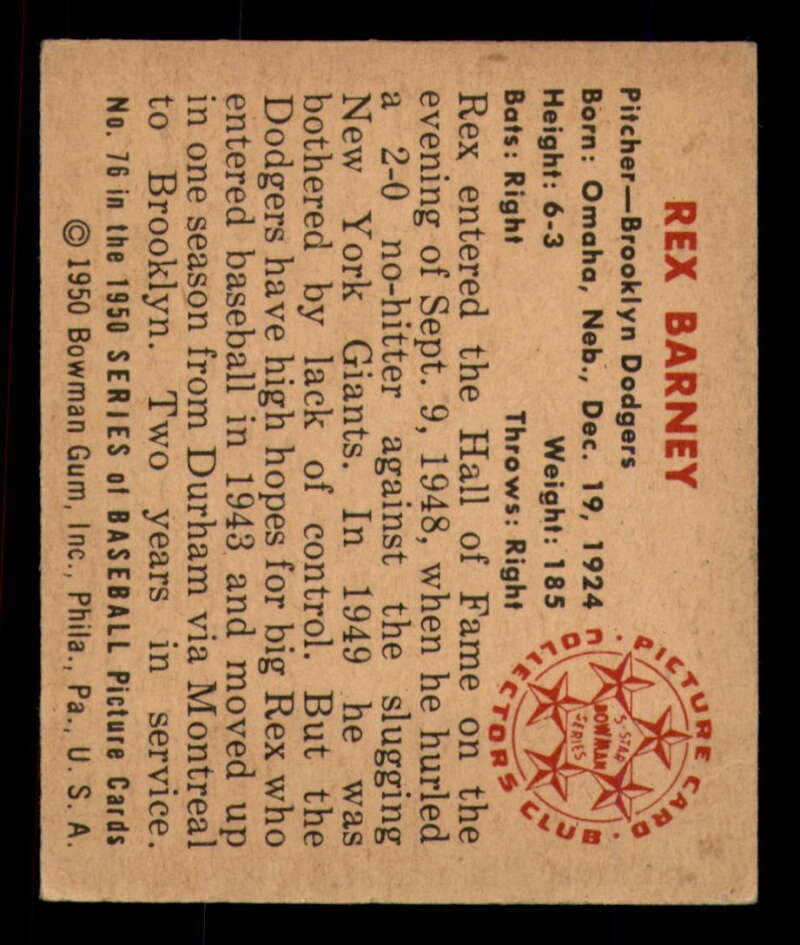 REX BARNEY
Pitcher—Brooklyn Dodgers
Born: Omaha, Neb., Dec. 19, 1924
Height: 6-3 Weight: 185
Bats: Right Throws: Right
PICTURE CARD · COLLECTORS CLUB ·
5-STAR
BOWMAN
SERIES
Rex entered the Hall of Fame on the
evening of Sept. 9, 1948, when he hurled
a 2-0 no-hitter against the slugging
New York Giants. In 1949 he was
bothered by lack of control. But the
Dodgers have high hopes for big Rex who
entered baseball in 1943 and moved up
in one season from Durham via Montreal
to Brooklyn. Two years in service.
No. 76 in the 1950 SERIES of BASEBALL Picture Cards
© 1950 Bowman Gum, Inc., Phila., Pa., U. S. A.